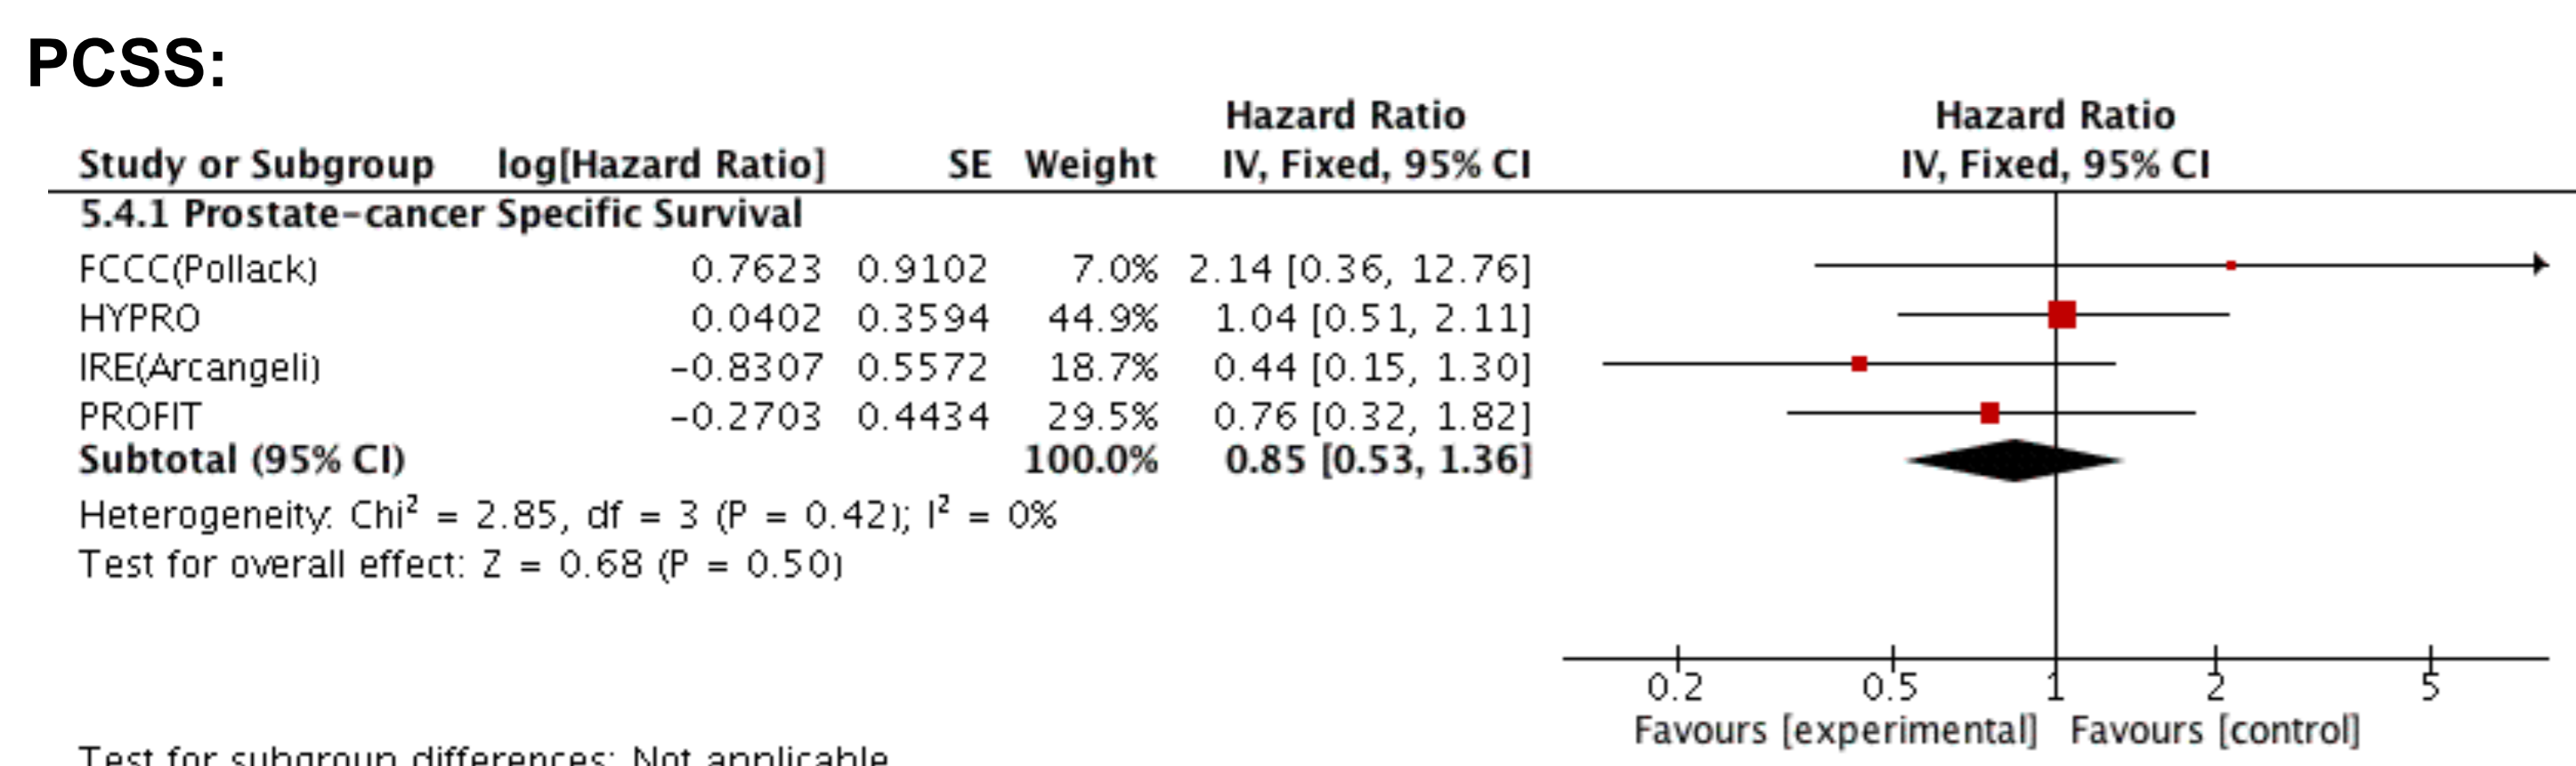 PCSS:
Hazard Ratio Hazard Ratio
Study or Subgroup log[Hazard Ratio] SE Weight IV, Fixed, 95% CI IV, Fixed, 95% CI
5.4.1 Prostate-cancer Specific Survival
FCCC(Pollack) 0.7623 0.9102 7.0% 2.14 [0.36, 12.76]
HYPRO 0.0402 0.3594 44.9% 1.04 [0.51, 2.11]
IRE(Arcangeli) -0.8307 0.5572 18.7% 0.44 [0.15, 1.30]
PROFIT -0.2703 0.4434 29.5% 0.76 [0.32, 1.82]
Subtotal (95% CI) 100.0% 0.85 [0.53, 1.36]
Heterogeneity: Chi² = 2.85, df = 3 (P = 0.42); I² = 0%
Test for overall effect: Z = 0.68 (P = 0.50)
0.2 0.5 1 2 5
Favours [experimental] Favours [control]
Test for subgroup differences: Not applicable